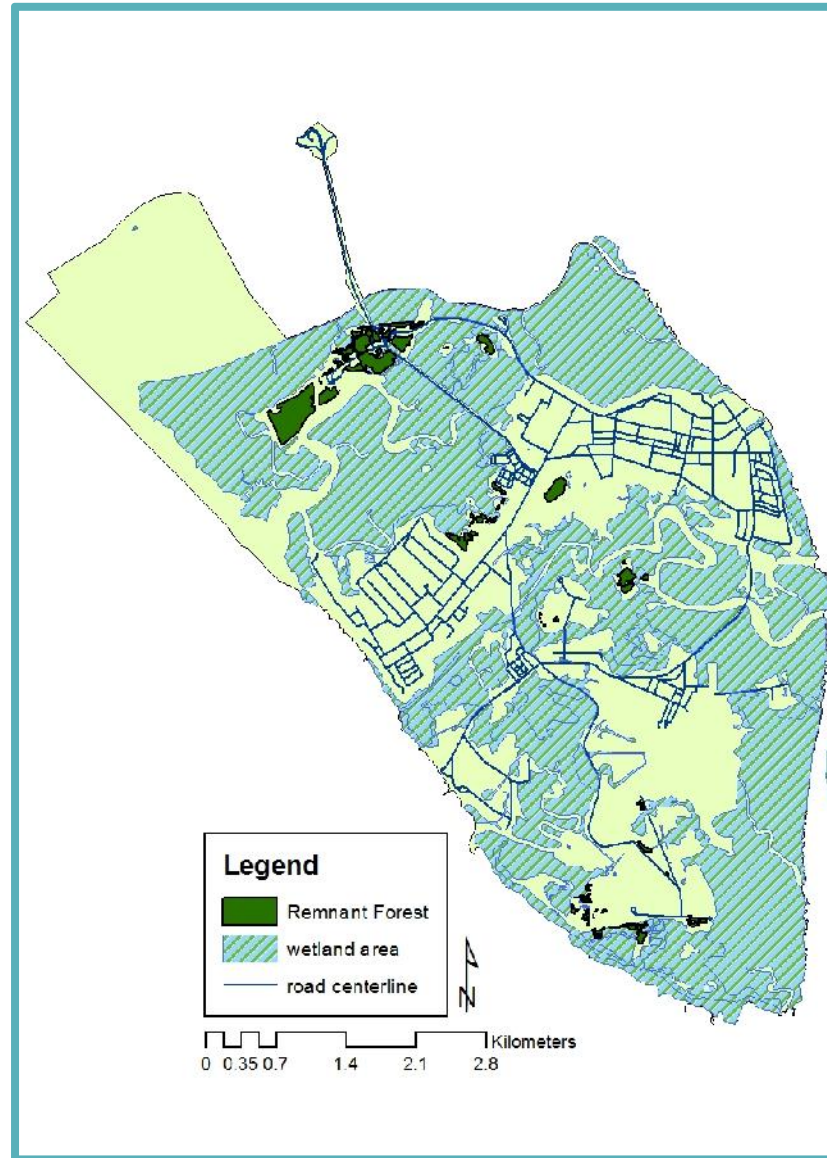 Legend
Remnant Forest
wetland area
road centerline
N
Kilometers
0 0.35 0.7 1.4 2.1 2.8